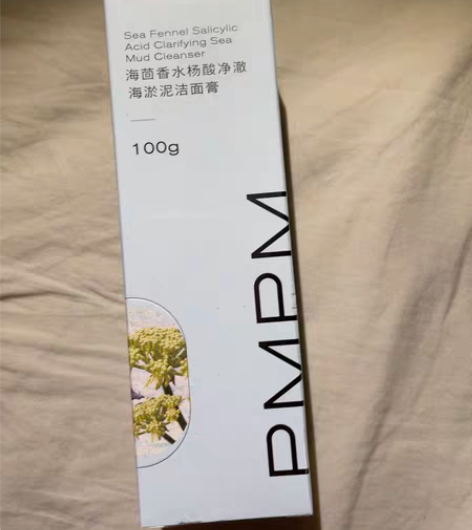 Sea Fennel Salicylic
Acid Clarifying Sea
Mud Cleanser
海茴香水杨酸净澈
海淤泥洁面膏
100g
PMPM